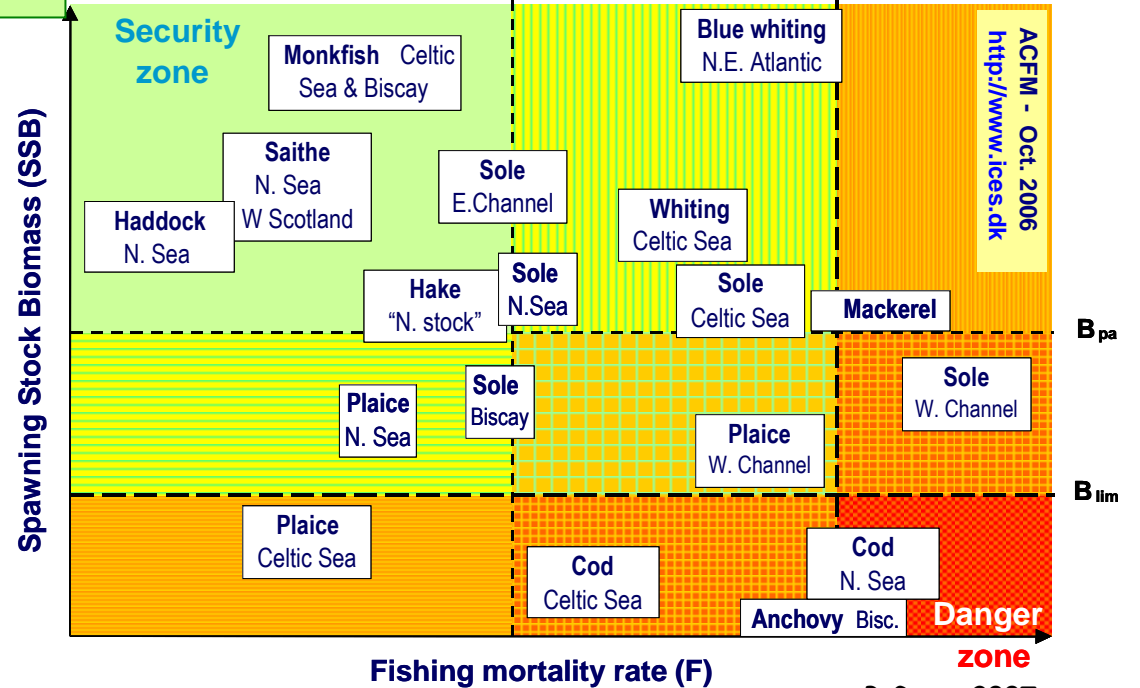 Security
zone
Monkfish Celtic
Sea & Biscay
Blue whiting
N.E. Atlantic
ACFM - Oct. 2006
http://www.ices.dk
Saithe
N. Sea
W Scotland
Haddock
N. Sea
Sole
E.Channel
Whiting
Celtic Sea
Hake
“N. stock”
Sole
N.Sea
Sole
Celtic Sea
Mackerel
Bpa
Plaice
N. Sea
Sole
Biscay
Plaice
W. Channel
Sole
W. Channel
Blim
Plaice
Celtic Sea
Cod
Celtic Sea
Cod
N. Sea
Anchovy Bisc.
Danger
zone
Spawning Stock Biomass (SSB)
Fishing mortality rate (F)